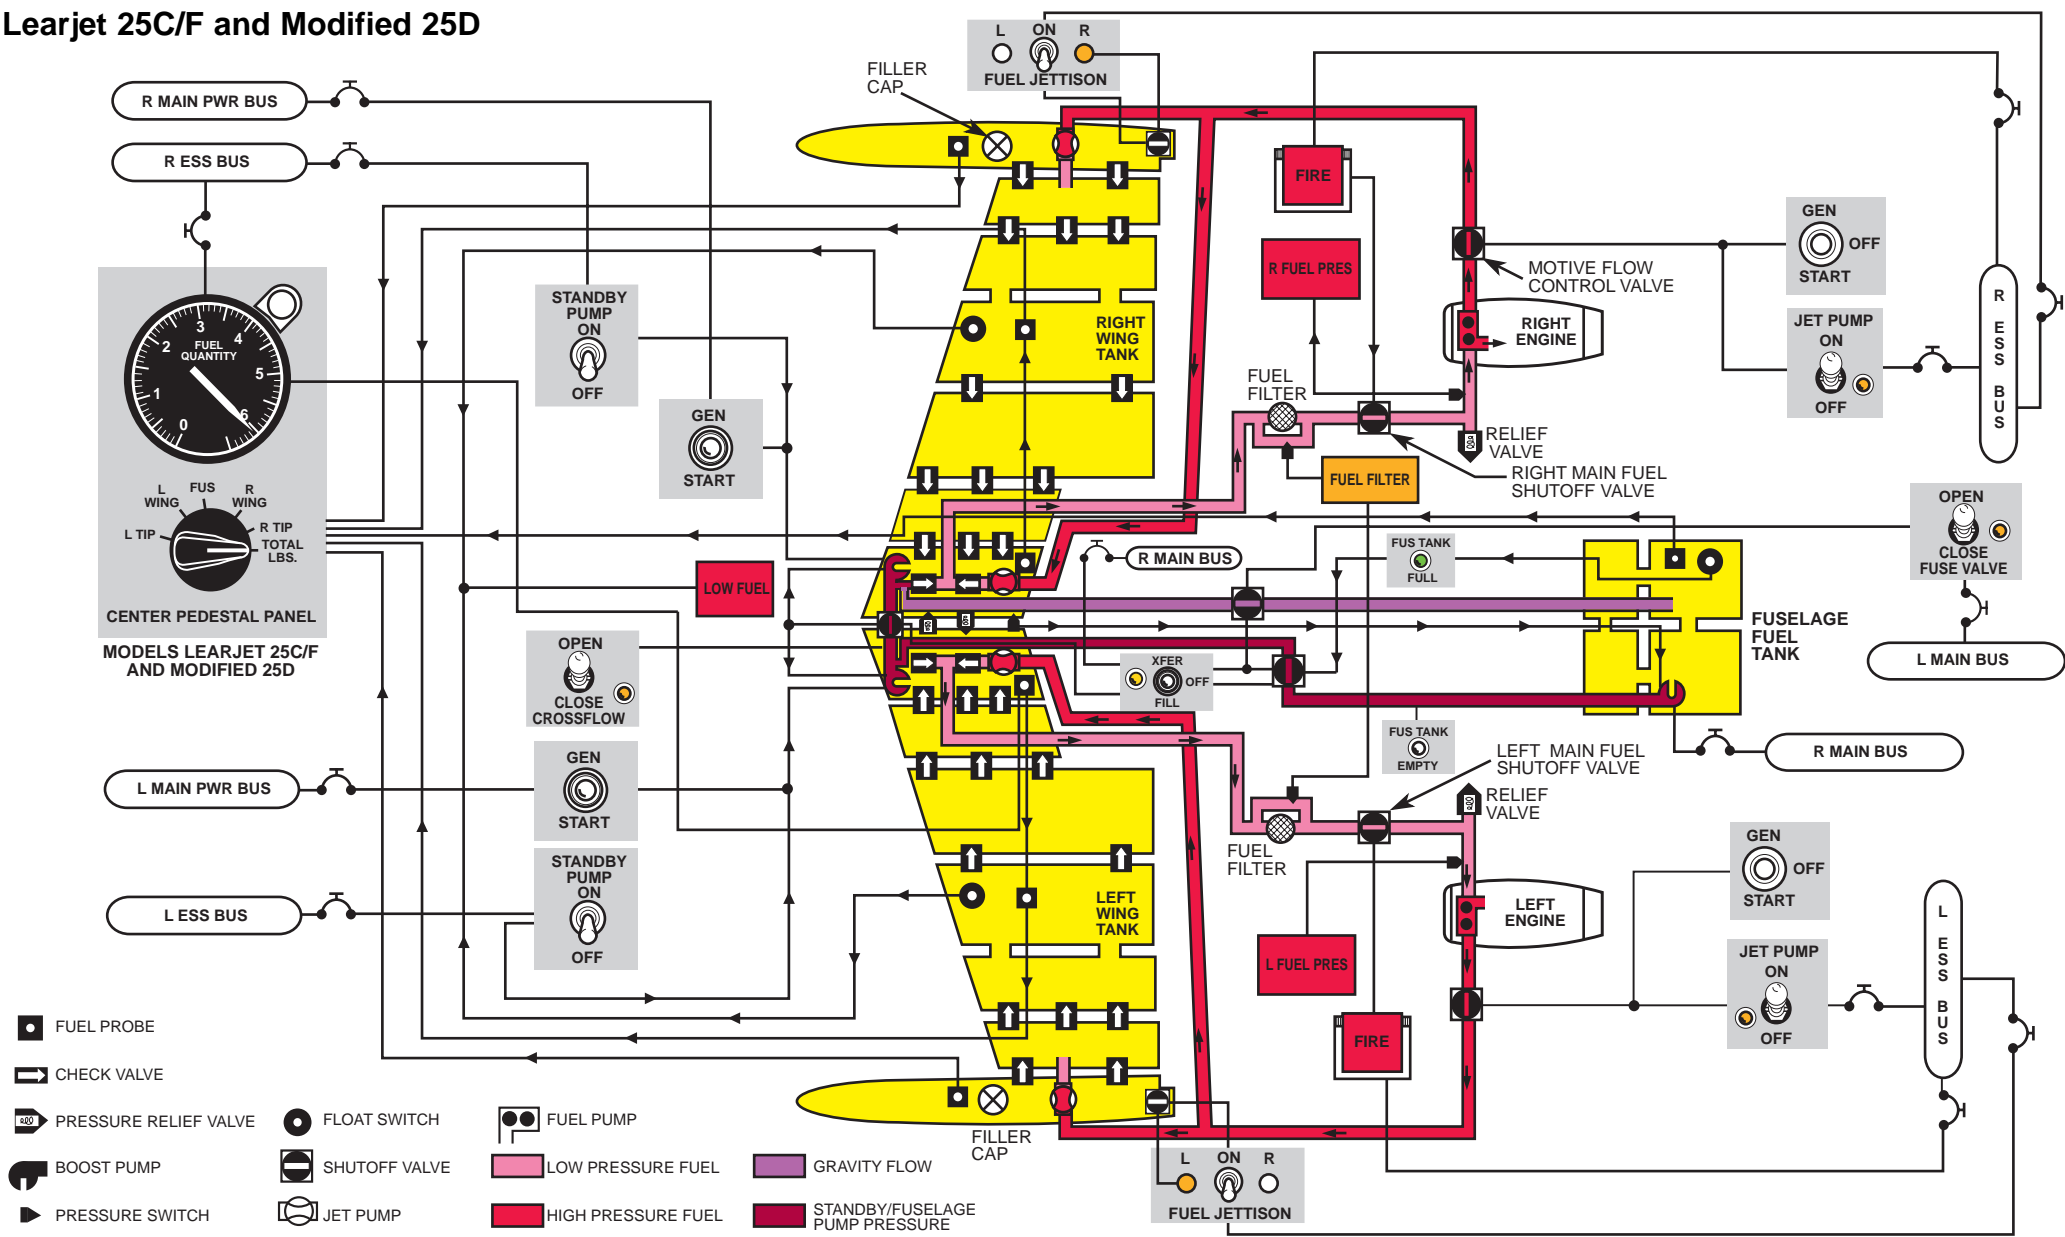 Learjet 25C/F and Modified 25D
L
ON
R
FUEL JETTISON
FILLER
CAP
R MAIN PWR BUS
R ESS BUS
FIRE
GEN
OFF
START
R FUEL PRES
MOTIVE FLOW
CONTROL VALVE
STANDBY
PUMP
ON
OFF
3
2
4
FUEL
QUANTITY
5
1
6
0
RIGHT
WING
TANK
RIGHT
ENGINE
JET PUMP
ON
OFF
R
ESS
BUS
FUEL
FILTER
GEN
START
RELIEF
VALVE
RIGHT MAIN FUEL
SHUTOFF VALVE
FUEL FILTER
L
WING
FUS
R
WING
L TIP
R TIP
TOTAL
LBS.
CENTER PEDESTAL PANEL
MODELS LEARJET 25C/F
AND MODIFIED 25D
OPEN
CLOSE
FUSE VALVE
R MAIN BUS
FUS TANK
FULL
LOW FUEL
FUSELAGE
FUEL
TANK
L MAIN BUS
OPEN
CLOSE
CROSSFLOW
XFER
OFF
FILL
FUS TANK
EMPTY
R MAIN BUS
LEFT MAIN FUEL
SHUTOFF VALVE
L MAIN PWR BUS
GEN
START
RELIEF
VALVE
FUEL
FILTER
GEN
OFF
START
STANDBY
PUMP
ON
OFF
L ESS BUS
LEFT
WING
TANK
LEFT
ENGINE
L
ESS
BUS
L FUEL PRES
JET PUMP
ON
OFF
FIRE
FUEL PROBE
CHECK VALVE
PRESSURE RELIEF VALVE
FLOAT SWITCH
FUEL PUMP
FILLER
CAP
BOOST PUMP
SHUTOFF VALVE
LOW PRESSURE FUEL
GRAVITY FLOW
L
ON
R
FUEL JETTISON
PRESSURE SWITCH
JET PUMP
HIGH PRESSURE FUEL
STANDBY/FUSELAGE
PUMP PRESSURE